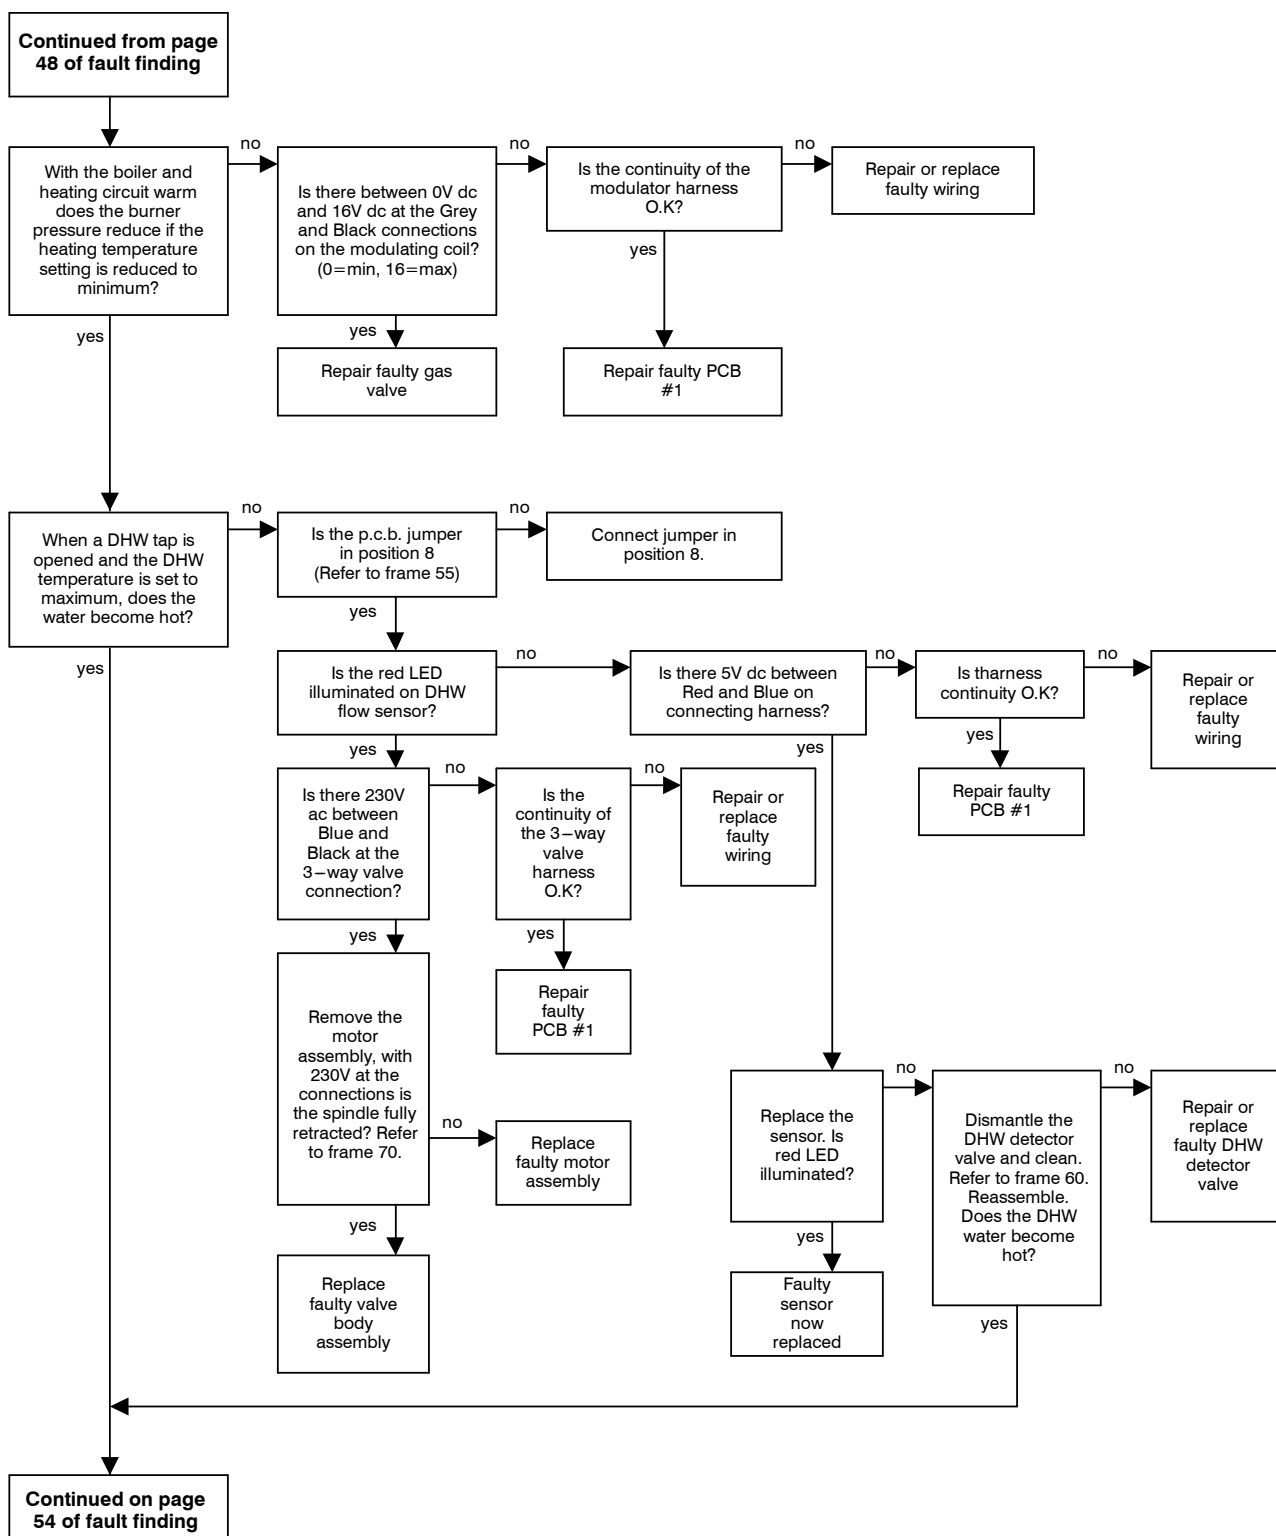 Continued from page
48 of fault finding
no
no
no
With the boiler and
heating circuit warm
does the burner
pressure reduce if the
heating temperature
setting is reduced to
minimum?
Is there between 0V dc
and 16V dc at the Grey
and Black connections
on the modulating coil?
(0=min, 16=max)
Is the continuity of the
modulator harness
O.K?
Repair or replace
faulty wiring
yes
yes
yes
Repair faulty gas
valve
Repair faulty PCB
#1
no
no
When a DHW tap is
opened and the DHW
temperature is set to
maximum, does the
water become hot?
Is the p.c.b. jumper
in position 8
(Refer to frame 55)
Connect jumper in
position 8.
yes
yes
no
no
no
Is the red LED
illuminated on DHW
flow sensor?
Is there 5V dc between
Red and Blue on
connecting harness?
Is tharness
continuity O.K?
Repair or
replace
faulty
wiring
yes
yes
yes
no
no
Is there 230V
ac between
Blue and
Black at the
3−way valve
connection?
Is the
continuity of
the 3−way
valve
harness
O.K?
Repair or
replace
faulty
wiring
Repair faulty
PCB #1
yes
yes
Remove the
motor
assembly, with
230V at the
connections is
the spindle fully
retracted? Refer
to frame 70.
Repair
faulty
PCB #1
no
Replace
faulty motor
assembly
no
no
Replace the
sensor. Is
red LED
illuminated?
Dismantle the
DHW detector
valve and clean.
Refer to frame 60.
Reassemble.
Does the DHW
water become
hot?
Repair or
replace
faulty DHW
detector
valve
yes
yes
yes
Replace
faulty valve
body
assembly
Faulty
sensor
now
replaced
Continued on page
54 of fault finding